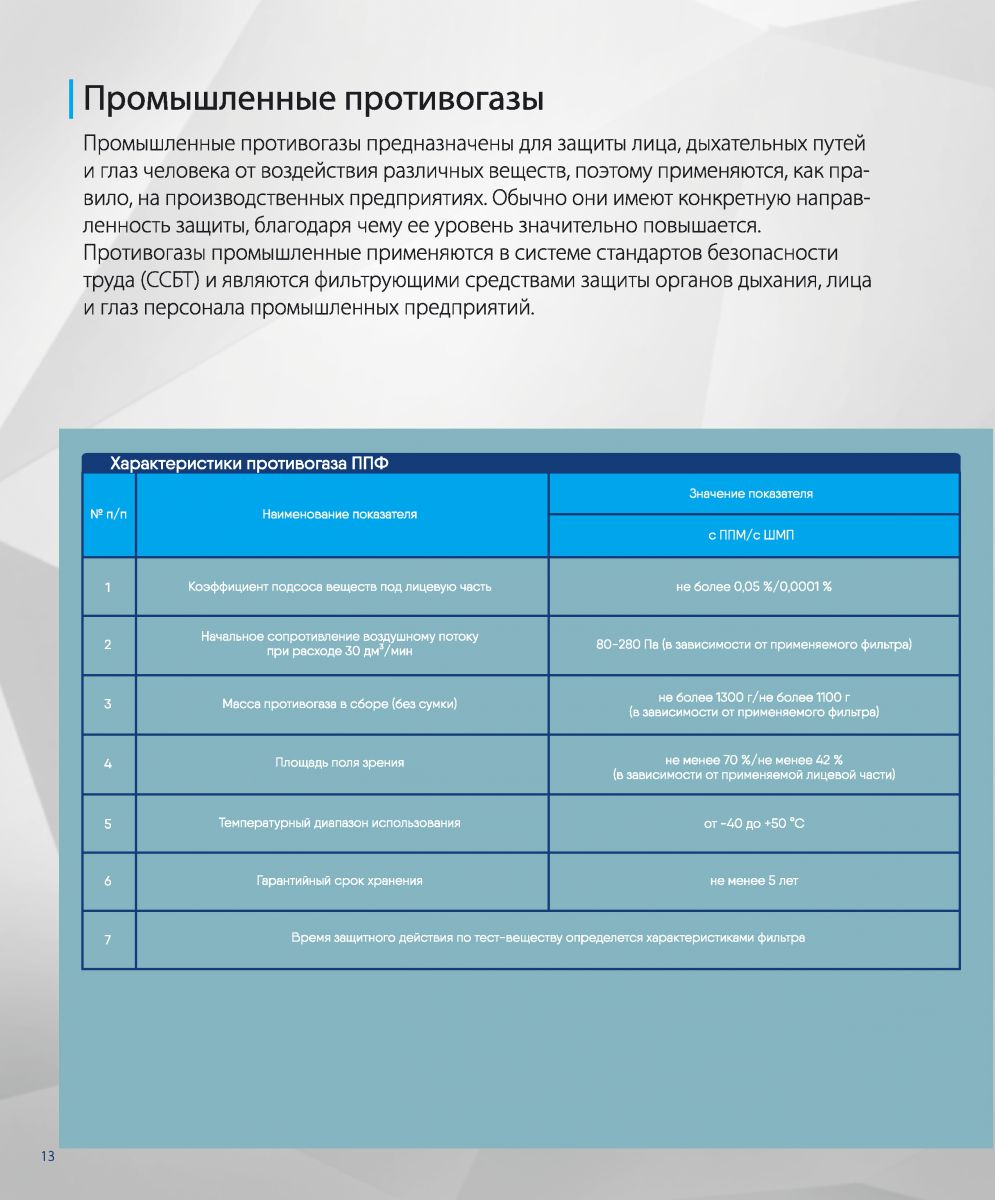 Промышленные противогазы
Промышленные противогазы предназначены для защиты лица, дыхательных путей
и глаз человека от воздействия различных веществ, поэтому применяются, как пра-
вило, на производственных предприятиях. Обычно они имеют конкретную направ-
ленность защиты, благодаря чему ее уровень значительно повышается.
Противогазы промышленные применяются в системе стандартов безопасности
труда (ССБТ) и являются фильтрующими средствами защиты органов дыхания, лица
и глаз персонала промышленных предприятий.
Характеристики противогаза ППФ
№ п/п
Наименование показателя
Значение показателя
с ППМ/с ШМП
1
Коэффициент подсоса веществ под лицевую часть
не более 0,05 %/0,0001 %
2
Начальное сопротивление воздушному потоку
при расходе 30 дм³/мин
80-280 Па (в зависимости от применяемого фильтра)
3
Масса противогаза в сборе (без сумки)
не более 1300 г/не более 1100 г
(в зависимости от применяемого фильтра)
4
Площадь поля зрения
не менее 70 %/не менее 42 %
(в зависимости от применяемой лицевой части)
5
Температурный диапазон использования
от -40 до +50 °С
6
Гарантийный срок хранения
не менее 5 лет
7
Время защитного действия по тест-веществу определется характеристиками фильтра
13